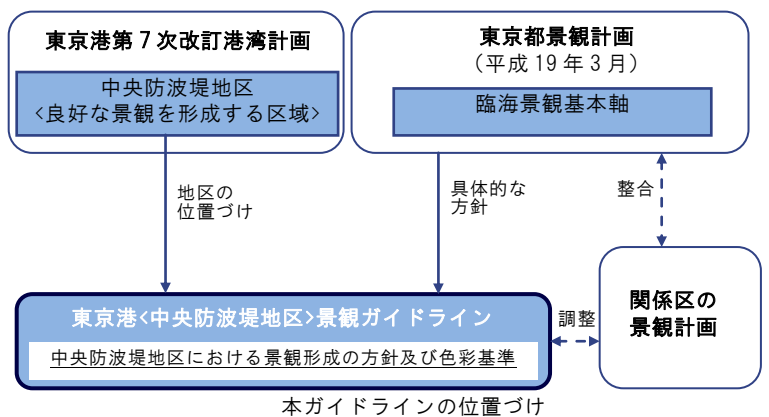 東京港第７次改訂港湾計画
中央防波堤地区
<良好な景観を形成する区域>
東京都景観計画
（平成19年３月）
臨海景観基本軸
地区の
位置づけ
具体的な
方針
整合
東京港<中央防波堤地区>景観ガイドライン
中央防波堤地区における景観形成の方針及び色彩基準
調整
関係区の
景観計画
本ガイドラインの位置づけ